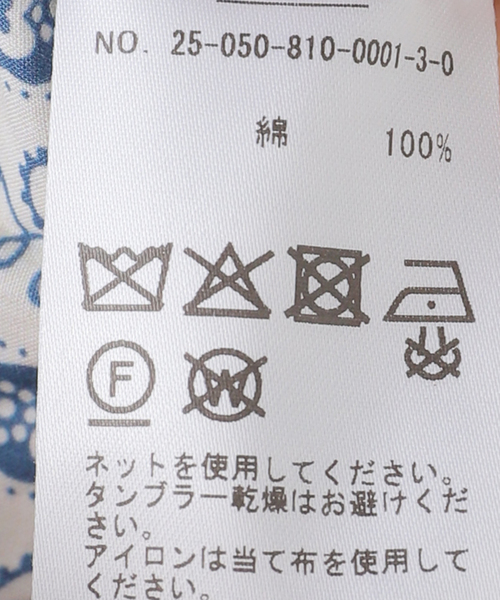 NO. 25-050-810-0001-3-0
綿 100%
F W
ネットを使用してください。
タンブラー乾燥はお避けくだ
さい。
アイロンは当て布を使用して
ください。